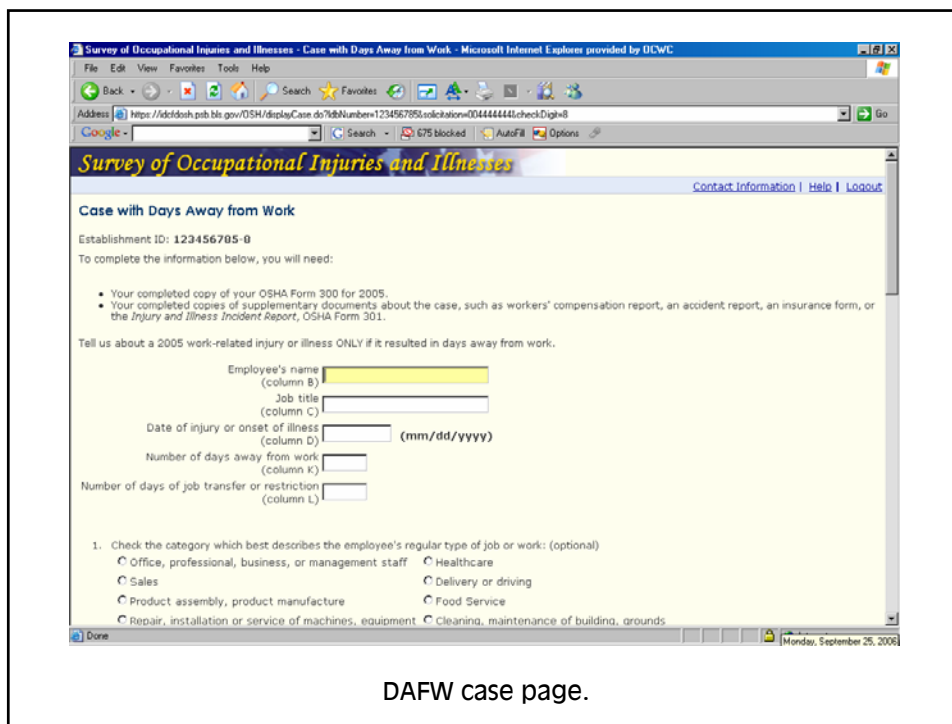 Survey of Occupational Injuries and Illnesses - Case with Days Away from Work - Microsoft Internet Explorer provided by OCWC
File Edit View Favorites Tools Help
Back Search Favorites
Address https://idcfdosh.psb.bls.gov/OSH/displayCase.do?idbNumber=123456785&solicitation=004444444&checkDigit=8 Go
Google Search 675 blocked AutoFill Options
Survey of Occupational Injuries and Illnesses
Contact Information | Help | Logout
Case with Days Away from Work
Establishment ID: 123456785-8
To complete the information below, you will need:
• Your completed copy of your OSHA Form 300 for 2005.
• Your completed copies of supplementary documents about the case, such as workers' compensation report, an accident report, an insurance form, or
the Injury and Illness Incident Report, OSHA Form 301.
Tell us about a 2005 work-related injury or illness ONLY if it resulted in days away from work.
Employee's name
(column B)
Job title
(column C)
Date of injury or onset of illness
(column D) (mm/dd/yyyy)
Number of days away from work
(column K)
Number of days of job transfer or restriction
(column L)
1. Check the category which best describes the employee's regular type of job or work: (optional)
Office, professional, business, or management staff Healthcare
Sales Delivery or driving
Product assembly, product manufacture Food Service
Repair, installation or service of machines, equipment Cleaning, maintenance of building, grounds
Done
Monday, September 25, 2006
DAFW case page.